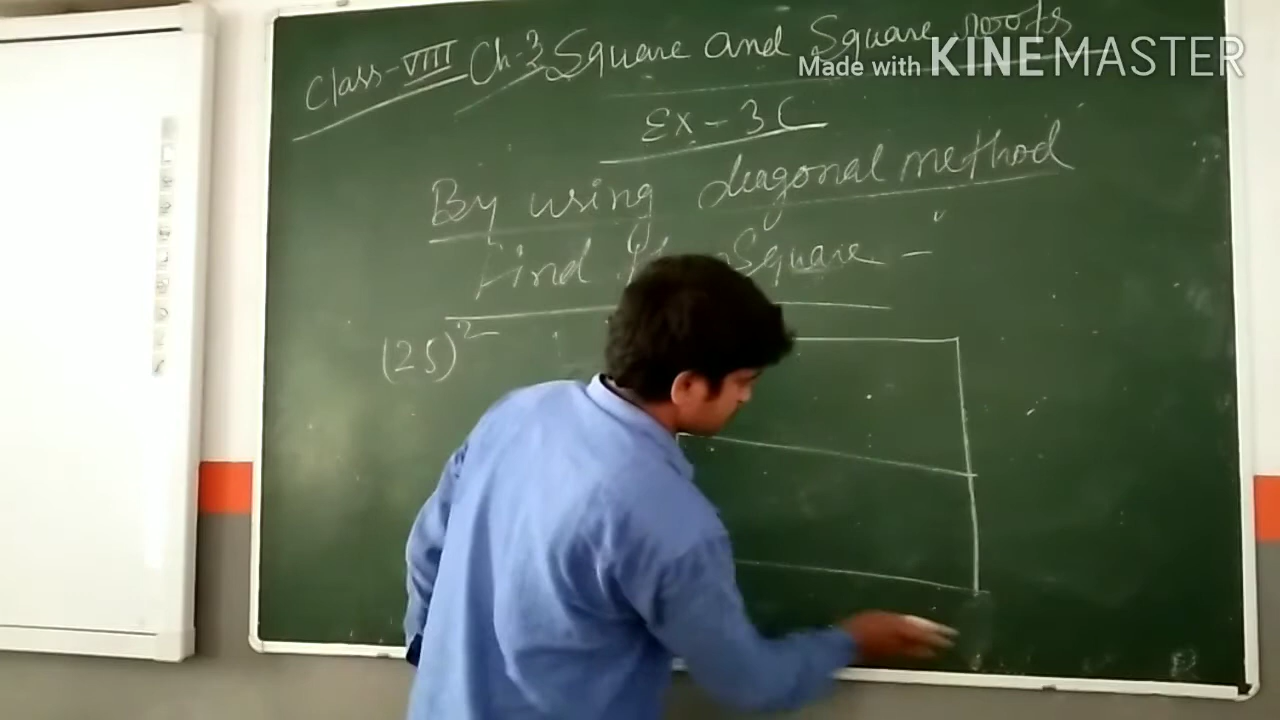 Class-VIII Ch-3 Square and Square roots
Made with KINEMASTER
Ex-3C
By using diagonal method
Find Square -
(25)²